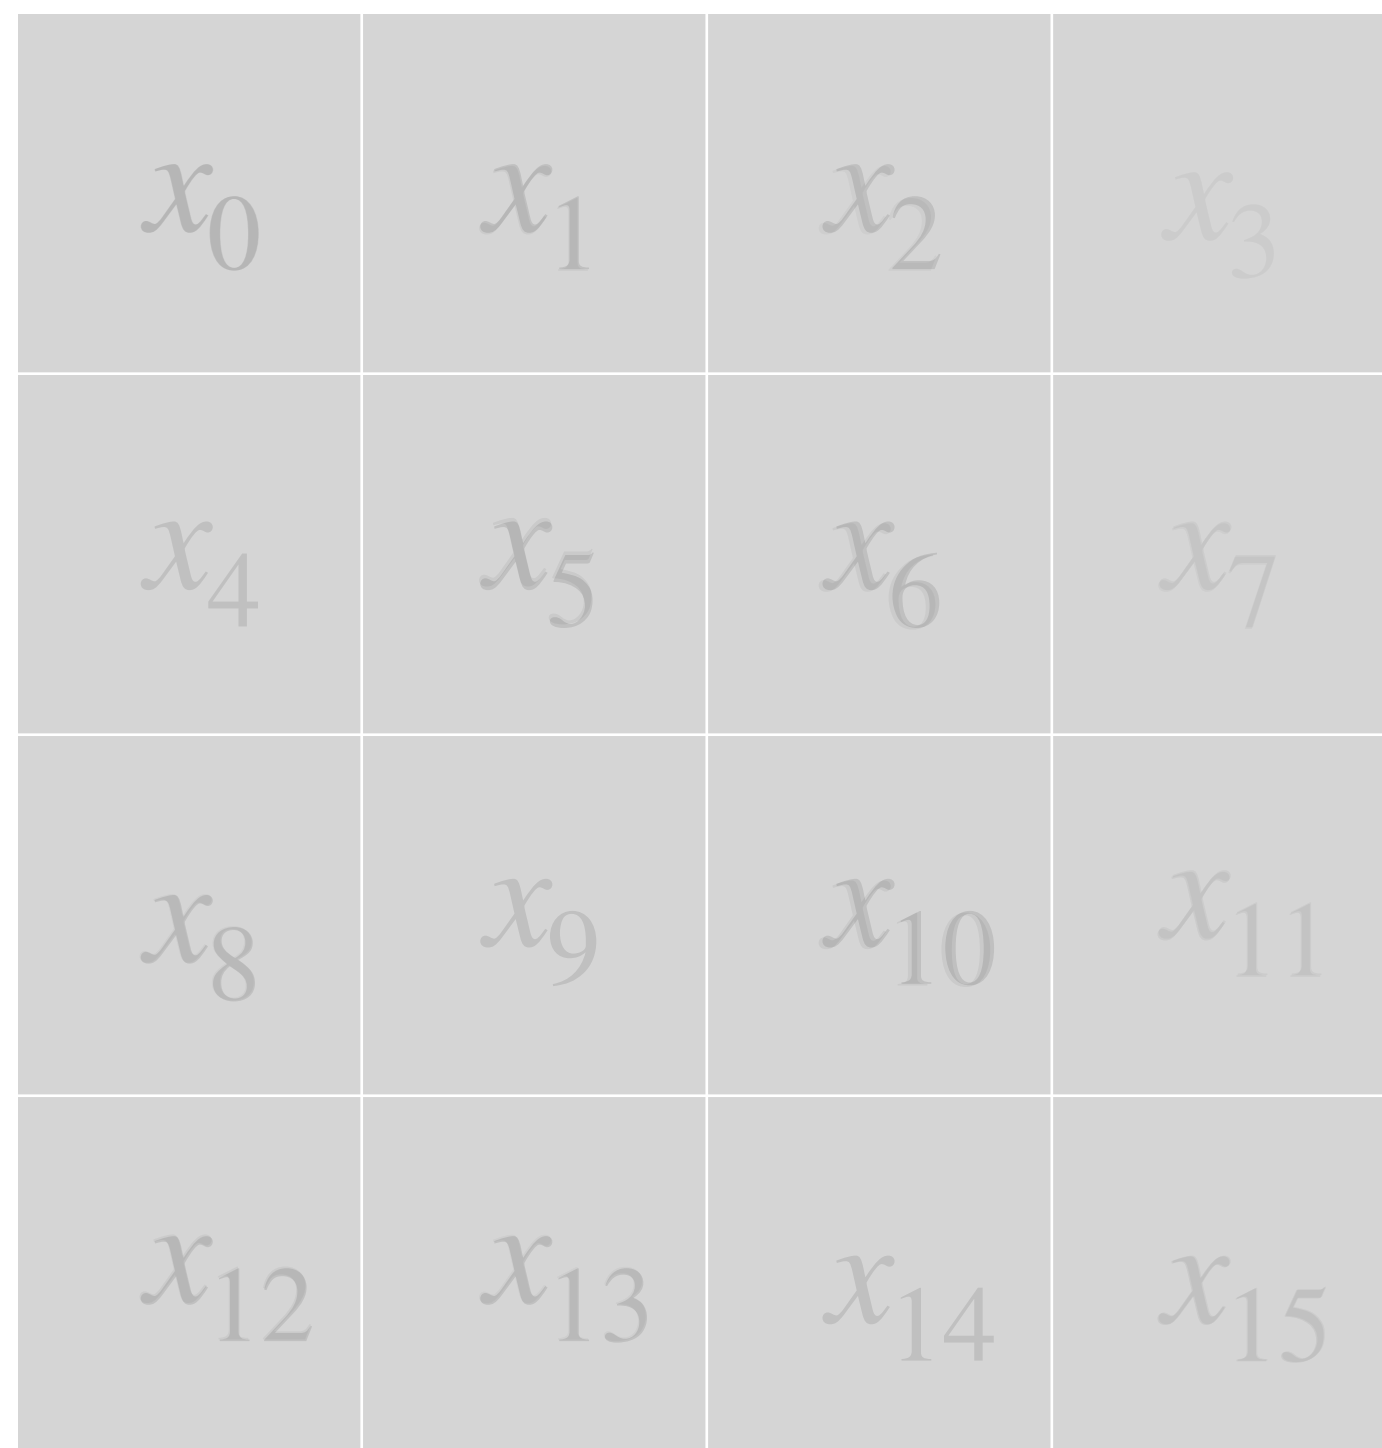 x₀ x₁ x₂ x₃
x₄ x₅ x₆ x₇
x₈ x₉ x₁₀ x₁₁
x₁₂ x₁₃ x₁₄ x₁₅